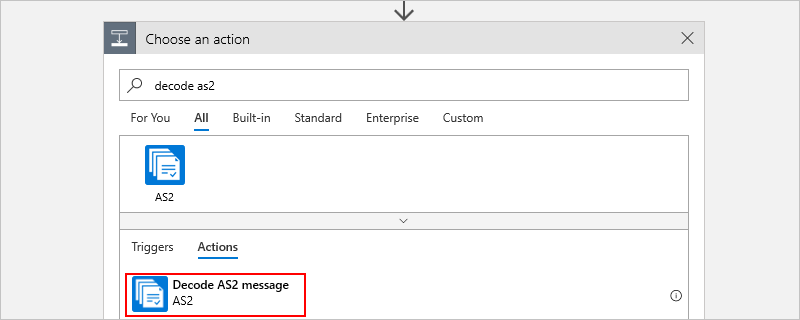 Choose an action
decode as2
For You All Built-in Standard Enterprise Custom
AS2
Triggers Actions
Decode AS2 message
AS2